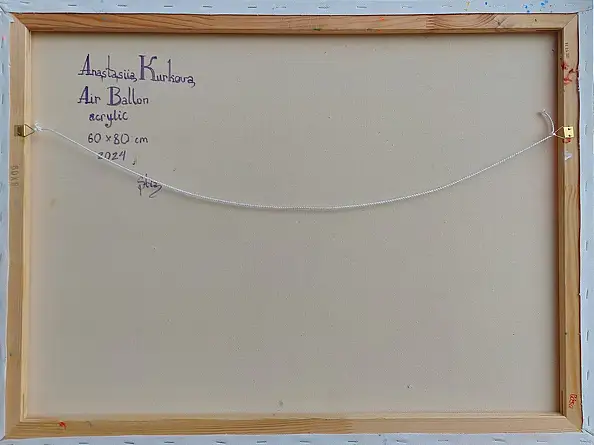 Anastasiia Kurkova
Air Ballon
acrylic
60 × 80 cm
2024